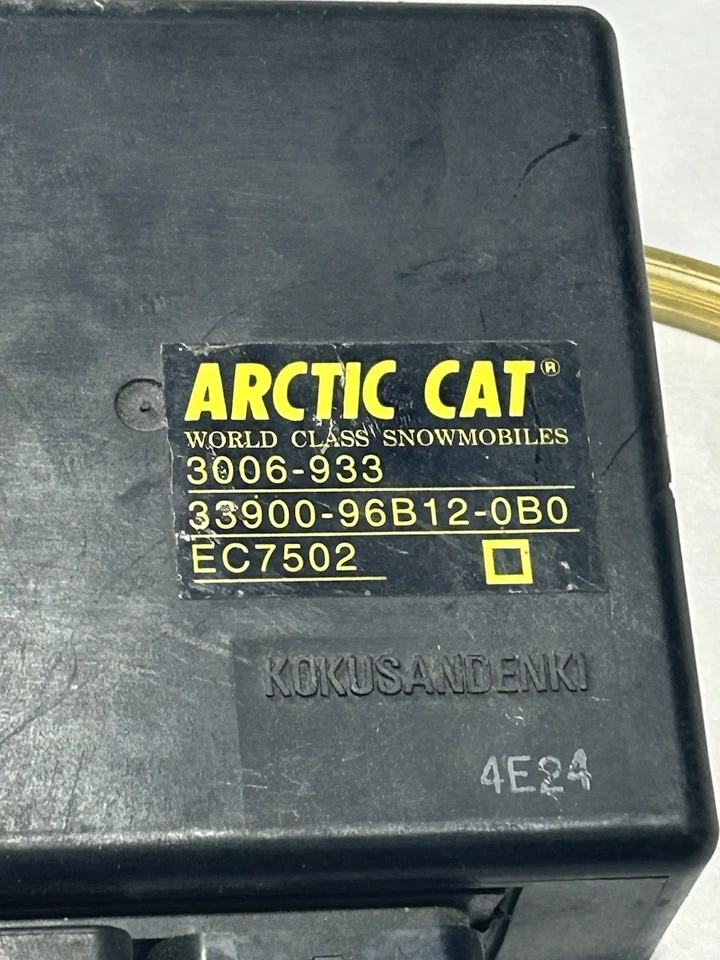 ARCTIC CAT®
WORLD CLASS SNOWMOBILES
3006-933
33900-96B12-0B0
EC7502
KOKUSANDENKI
4E24